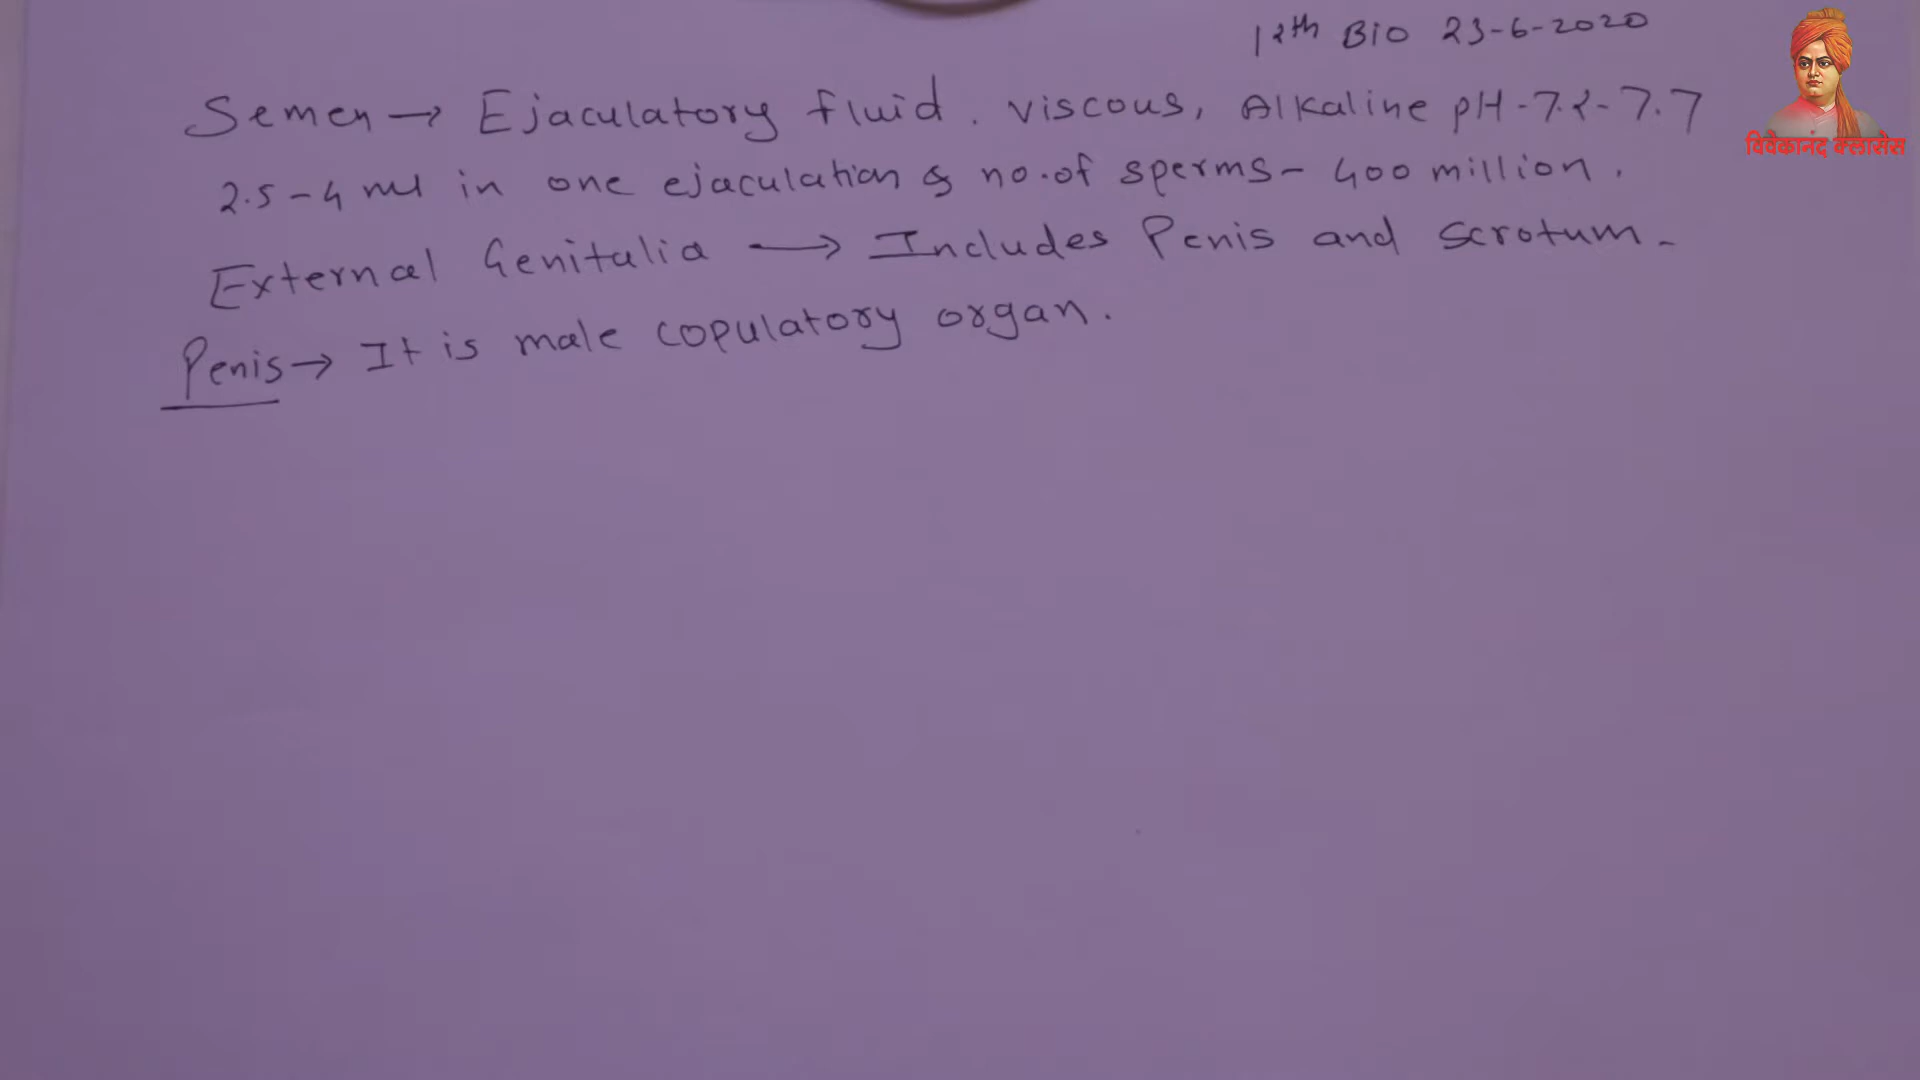 12th Bio 23-6-2020
विवेकानंद क्लासेस
Semen → Ejaculatory fluid. viscous, Alkaline pH-7.2-7.7
2.5-4 ml in one ejaculation & no. of sperms- 400 million.
External Genitalia → Includes Penis and Scrotum.
Penis → It is male copulatory organ.